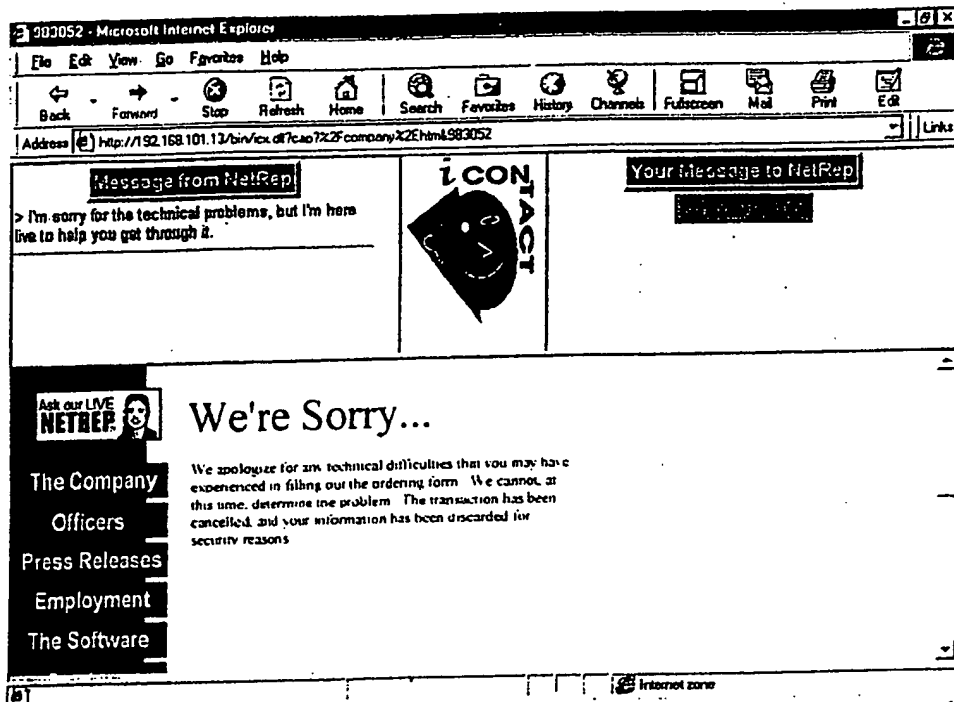 983052 - Microsoft Internet Explorer
File Edit View Go Favorites Help
Back Forward Stop Refresh Home Search Favorites History Channels Fullscreen Mail Print Edit
Address http://192.168.101.13/bin/icx.dll?cap?%2Fcompany%2Ehtml&983052 Links
Message from NetRep
> I'm sorry for the technical problems, but I'm here
live to help you get through it.
i CONTACT
Your Message to NetRep
Ask our LIVE
NETREP
The Company
Officers
Press Releases
Employment
The Software
We're Sorry...
We apologize for any technical difficulties that you may have
experienced in filling out the ordering form We cannot, at
this time, determine the problem The transaction has been
cancelled, and your information has been discarded for
security reasons
Internet zone